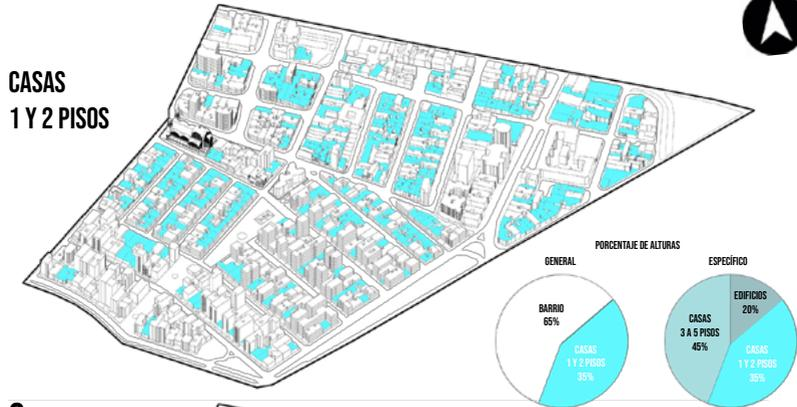 CASAS
1 Y 2 PISOS
PORCENTAJE DE ALTURAS
GENERAL
ESPECÍFICO
BARRIO
65%
CASAS
1 Y 2 PISOS
35%
EDIFICIOS
20%
CASAS
3 A 5 PISOS
45%
CASAS
1 Y 2 PISOS
35%